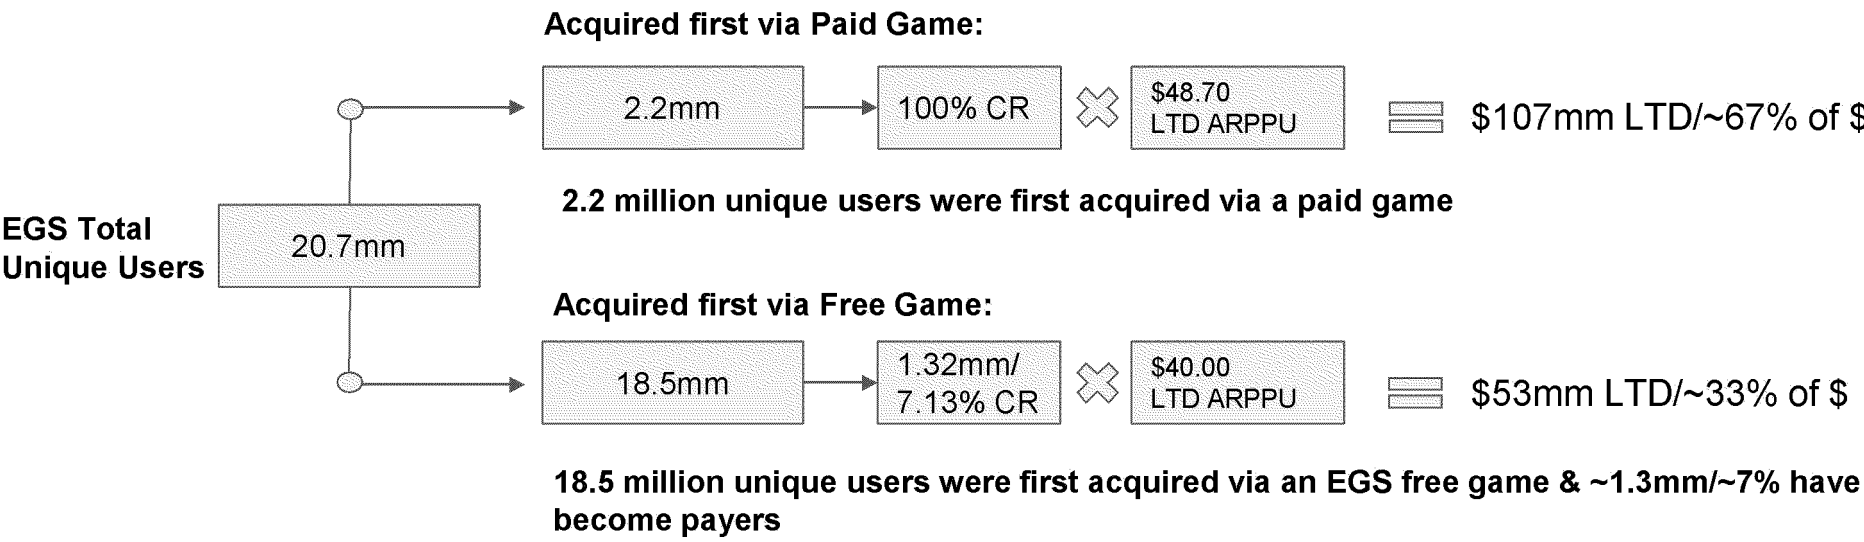 Acquired first via Paid Game:
2.2mm
100% CR
$48.70
LTD ARPPU
$107mm LTD/~67% of $
2.2 million unique users were first acquired via a paid game
EGS Total
Unique Users
20.7mm
Acquired first via Free Game:
18.5mm
1.32mm/
7.13% CR
$40.00
LTD ARPPU
$53mm LTD/~33% of $
18.5 million unique users were first acquired via an EGS free game & ~1.3mm/~7% have
become payers